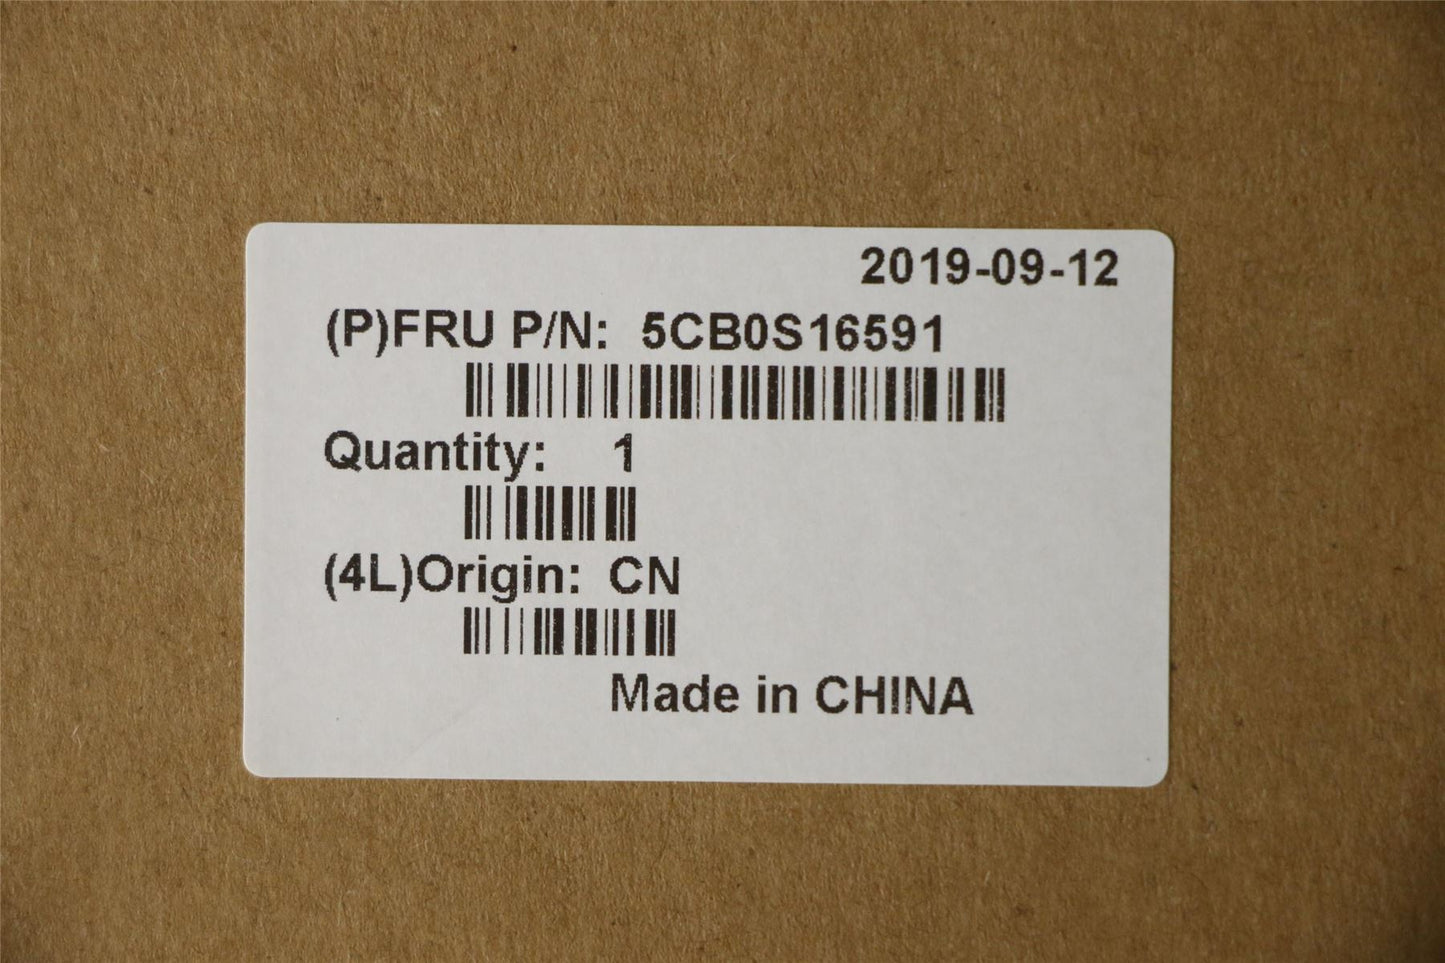 2019-09-12
(P)FRU P/N: 5CB0S16591
Quantity: 1
(4L)Origin: CN
Made in CHINA